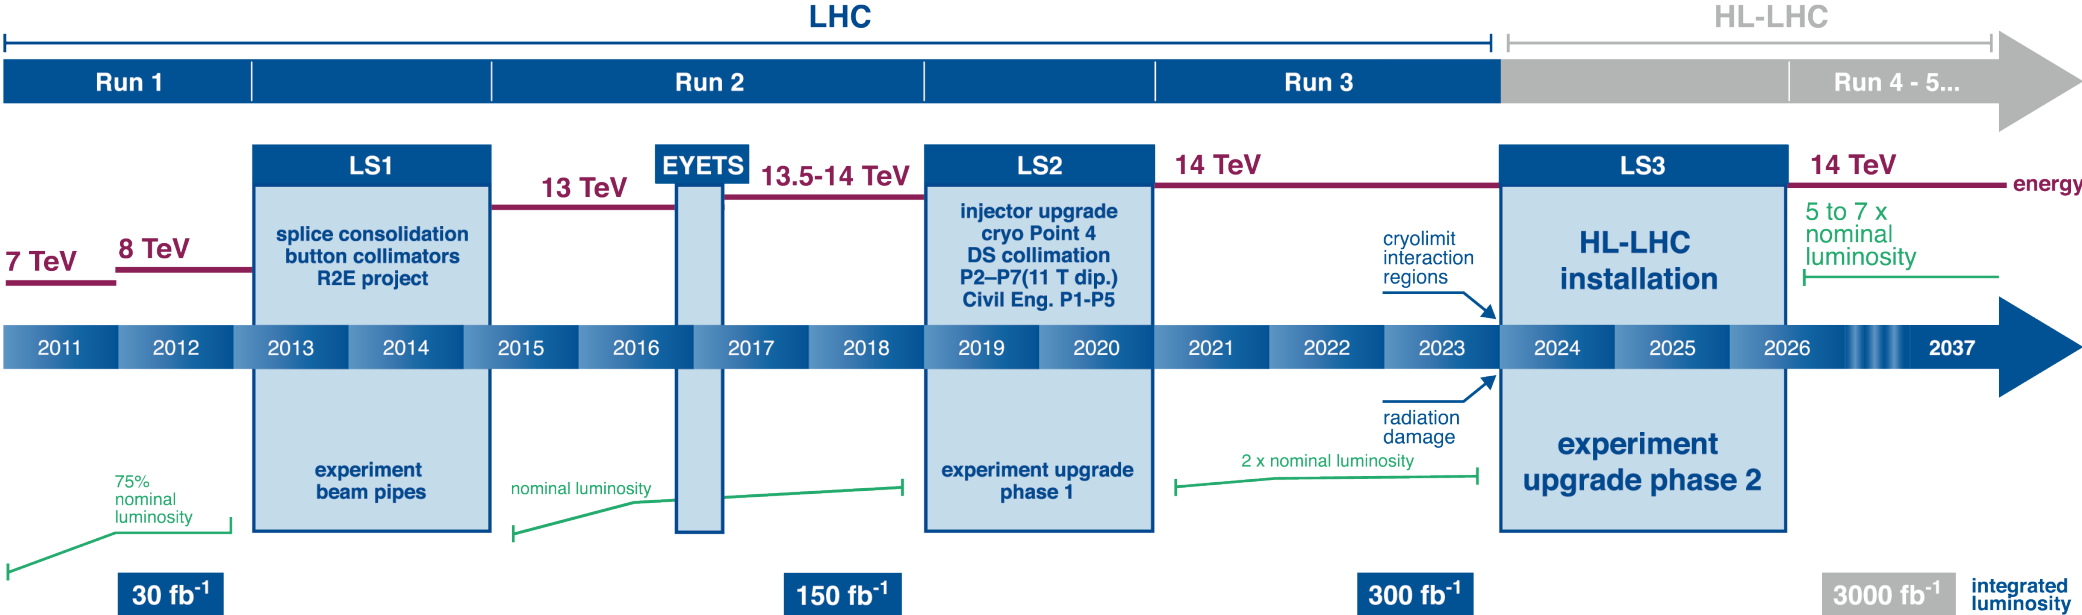 LHC
HL-LHC
Run 1
Run 2
Run 3
Run 4 - 5...
LS1
EYETS
LS2
LS3
7 TeV
8 TeV
13 TeV
13.5-14 TeV
14 TeV
14 TeV
energy
splice consolidation
button collimators
R2E project
injector upgrade
cryo Point 4
DS collimation
P2–P7(11 T dip.)
Civil Eng. P1-P5
cryolimit
interaction
regions
HL-LHC
installation
5 to 7 x
nominal
luminosity
2011
2012
2013
2014
2015
2016
2017
2018
2019
2020
2021
2022
2023
2024
2025
2026
2037
75%
nominal
luminosity
experiment
beam pipes
nominal luminosity
experiment upgrade
phase 1
2 x nominal luminosity
radiation
damage
experiment
upgrade phase 2
30 fb⁻¹
150 fb⁻¹
300 fb⁻¹
3000 fb⁻¹
integrated
luminosity